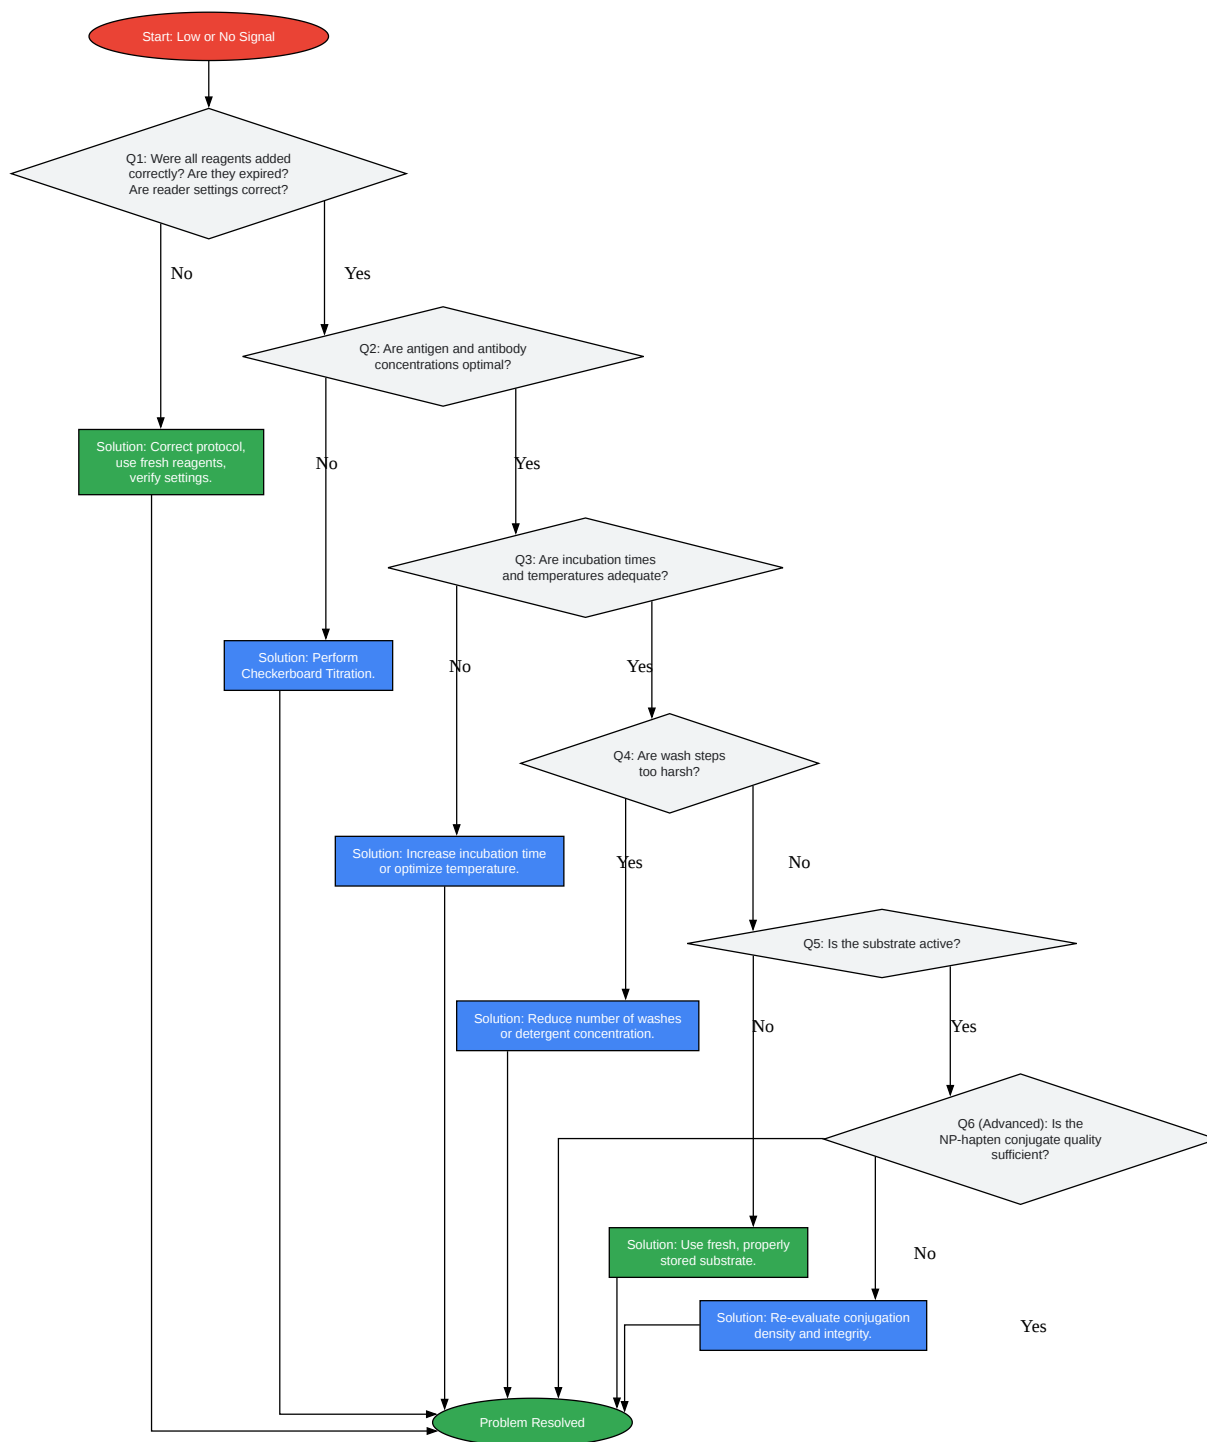 Start: Low or No Signal
Q1: Were all reagents added
correctly? Are they expired?
Are reader settings correct?
No
Yes
Q2: Are antigen and antibody
concentrations optimal?
Solution: Correct protocol,
use fresh reagents,
verify settings.
No
Yes
Q3: Are incubation times
and temperatures adequate?
Solution: Perform
Checkerboard Titration.
No
Yes
Q4: Are wash steps
too harsh?
Solution: Increase incubation time
or optimize temperature.
Yes
No
Q5: Is the substrate active?
Solution: Reduce number of washes
or detergent concentration.
No
Yes
Q6 (Advanced): Is the
NP-hapten conjugate quality
sufficient?
Solution: Use fresh, properly
stored substrate.
No
Solution: Re-evaluate conjugation
density and integrity.
Yes
Problem Resolved